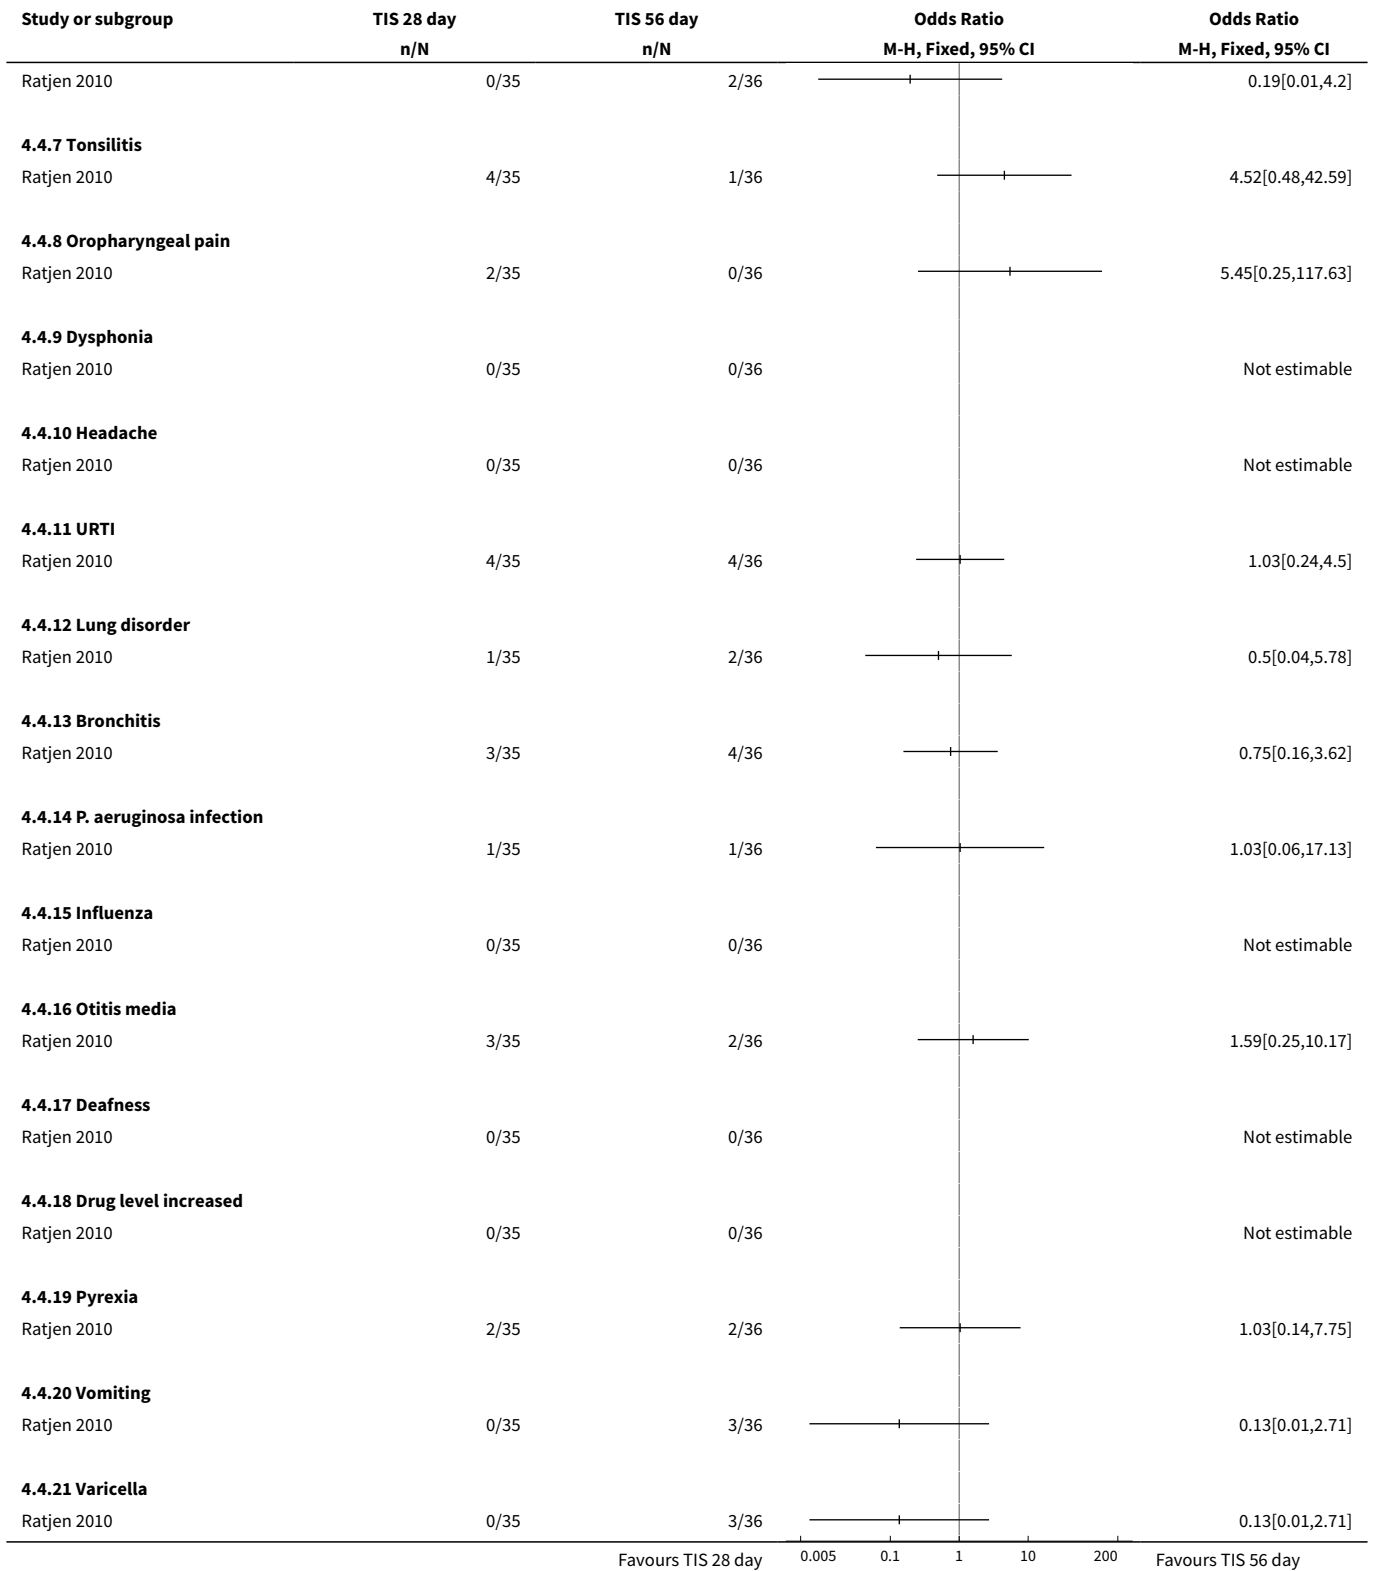 Study or subgroup TIS 28 day TIS 56 day Odds Ratio Odds Ratio
n/N n/N M-H, Fixed, 95% CI M-H, Fixed, 95% CI
Ratjen 2010 0/35 2/36 0.19[0.01,4.2]
4.4.7 Tonsilitis
Ratjen 2010 4/35 1/36 4.52[0.48,42.59]
4.4.8 Oropharyngeal pain
Ratjen 2010 2/35 0/36 5.45[0.25,117.63]
4.4.9 Dysphonia
Ratjen 2010 0/35 0/36 Not estimable
4.4.10 Headache
Ratjen 2010 0/35 0/36 Not estimable
4.4.11 URTI
Ratjen 2010 4/35 4/36 1.03[0.24,4.5]
4.4.12 Lung disorder
Ratjen 2010 1/35 2/36 0.5[0.04,5.78]
4.4.13 Bronchitis
Ratjen 2010 3/35 4/36 0.75[0.16,3.62]
4.4.14 P. aeruginosa infection
Ratjen 2010 1/35 1/36 1.03[0.06,17.13]
4.4.15 Influenza
Ratjen 2010 0/35 0/36 Not estimable
4.4.16 Otitis media
Ratjen 2010 3/35 2/36 1.59[0.25,10.17]
4.4.17 Deafness
Ratjen 2010 0/35 0/36 Not estimable
4.4.18 Drug level increased
Ratjen 2010 0/35 0/36 Not estimable
4.4.19 Pyrexia
Ratjen 2010 2/35 2/36 1.03[0.14,7.75]
4.4.20 Vomiting
Ratjen 2010 0/35 3/36 0.13[0.01,2.71]
4.4.21 Varicella
Ratjen 2010 0/35 3/36 0.13[0.01,2.71]
Favours TIS 28 day 0.005 0.1 1 10 200 Favours TIS 56 day